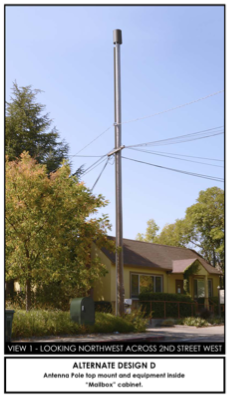 VIEW 1 - LOOKING NORTHWEST ACROSS 2ND STREET WEST
ALTERNATE DESIGN D
Antenna Pole top mount and equipment inside
"Mailbox" cabinet.